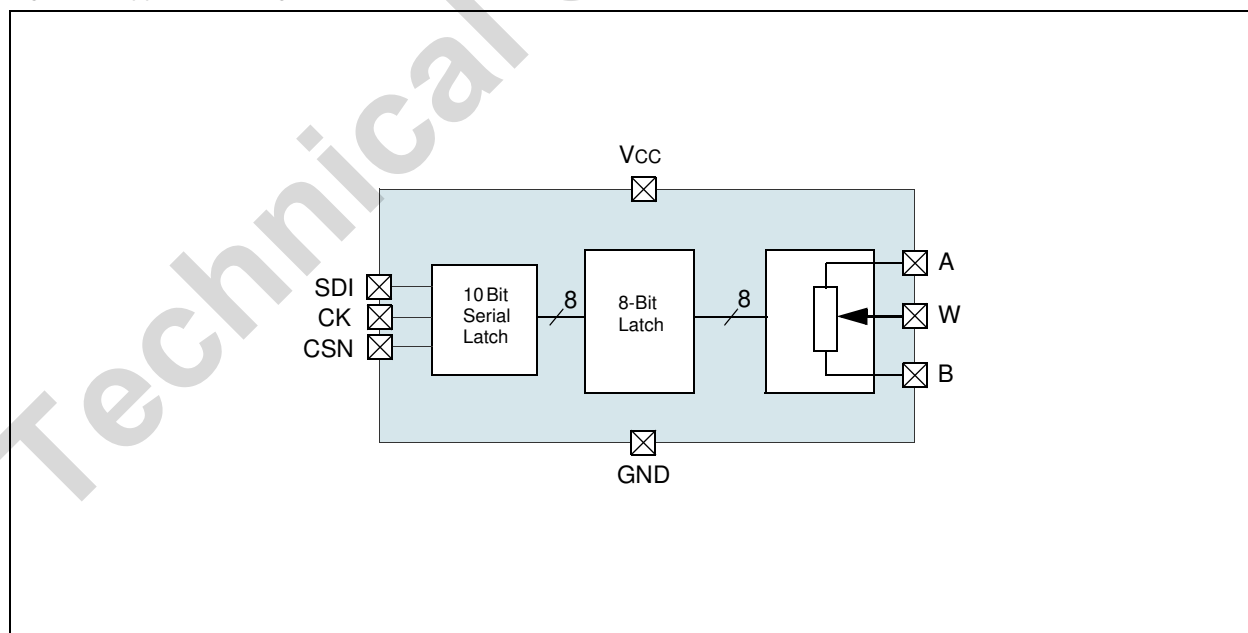 Technical
VCC
SDI
CK
CSN
10 Bit
Serial
Latch
8
8-Bit
Latch
8
A
W
B
GND